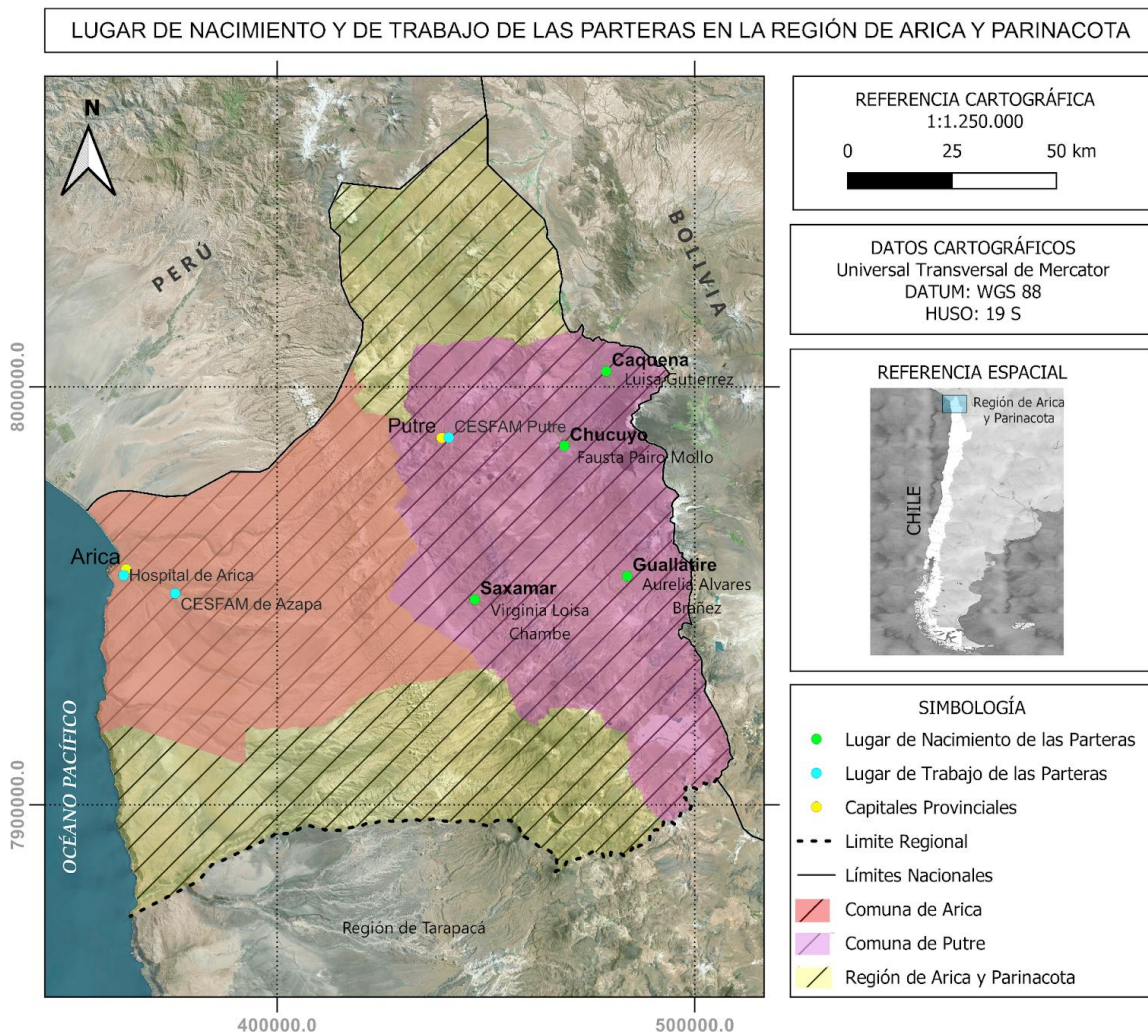 LUGAR DE NACIMIENTO Y DE TRABAJO DE LAS PARTERAS EN LA REGIÓN DE ARICA Y PARINACOTA
N
PERÚ
BOLIVIA
8000000.0
7900000.0
400000.0
500000.0
Caquena
Luisa Gutierrez
Putre
CESFAM Putre
Chucuyo
Fausta Pairo Mollo
Arica
Hospital de Arica
CESFAM de Azapa
Guallatire
Aurelia Alvares
Brañez
Saxamar
Virginia Loisa
Chambe
OCÉANO PACÍFICO
Región de Tarapacá
REFERENCIA CARTOGRÁFICA
1:1.250.000
0 25 50 km
DATOS CARTOGRÁFICOS
Universal Transversal de Mercator
DATUM: WGS 88
HUSO: 19 S
REFERENCIA ESPACIAL
Región de Arica
y Parinacota
CHILE
SIMBOLOGÍA
Lugar de Nacimiento de las Parteras
Lugar de Trabajo de las Parteras
Capitales Provinciales
Limite Regional
Límites Nacionales
Comuna de Arica
Comuna de Putre
Región de Arica y Parinacota